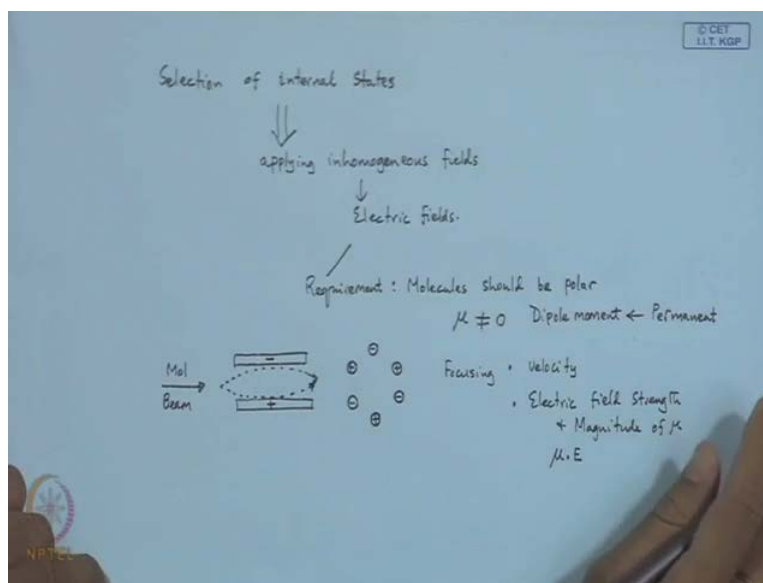 © CET
I.I.T. KGP
Selection of internal states
applying inhomogeneous fields
Electric fields.
Requirement : Molecules should be polar
μ ≠ 0 Dipole moment ← Permanent
Mol
Beam
-
+
- + - + - +
Focusing • Velocity
• Electric field strength
+ Magnitude of μ
μ.E
NPTEL